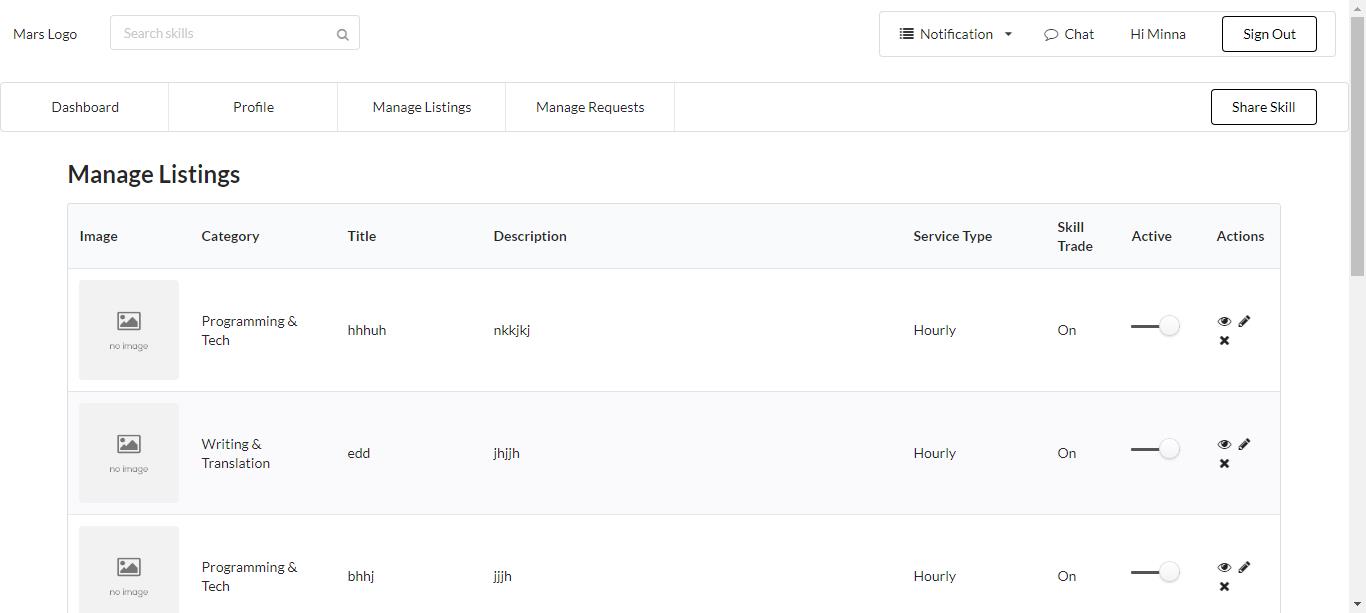 Mars Logo
Search skills
Notification
Chat
Hi Minna
Sign Out
Dashboard
Profile
Manage Listings
Manage Requests
Share Skill
Manage Listings
Image
Category
Title
Description
Service Type
Skill
Trade
Active
Actions
no image
Programming &
Tech
hhhuh
nkkjkj
Hourly
On
no image
Writing &
Translation
edd
jhjjh
Hourly
On
no image
Programming &
Tech
bhhj
jjjh
Hourly
On